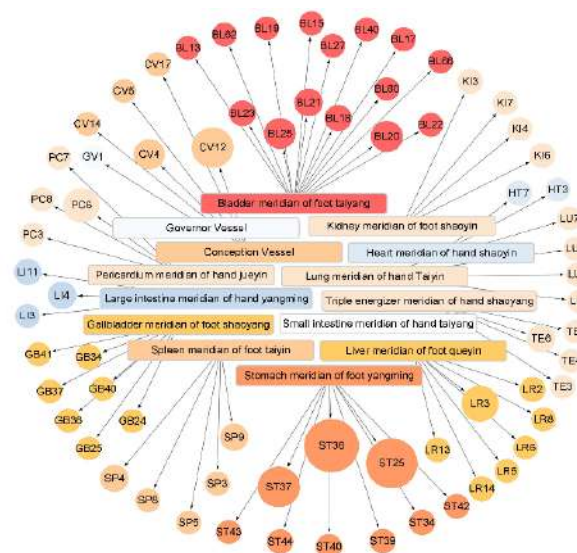 BL15
BL19
BL40
BL62
BL27
BL17
BL13
CV17
BL66
KI3
CV6
BL60
KI7
BL23
BL21
CV14
BL18
KI4
BL25
BL20
BL22
GV1
CV4
CV12
PC7
KI6
HT7
HT3
PC8
PC6
Bladder meridian of foot taiyang
Governor Vessel
Kidney meridian of foot shaoyin
PC3
Conception Vessel
Heart meridian of hand shaoyin
LI11
Pericardium meridian of hand jueyin
Lung meridian of hand Taiyin
LI4
Large intestine meridian of hand yangming
Triple energizer meridian of hand shaoyang
LI3
Gallbladder meridian of foot shaoyang
Small intestine meridian of hand taiyang
TE6
GB41
GB34
Spleen meridian of foot taiyin
Liver meridian of foot queyin
TE3
Stomach meridian of foot yangming
GB37
GB40
LR2
LR3
GB36
GB24
LR8
SP9
ST36
GB25
LR13
LR6
ST25
SP4
SP3
LR5
ST37
LR14
SP6
ST42
SP5
ST34
ST43
ST39
ST44
ST40